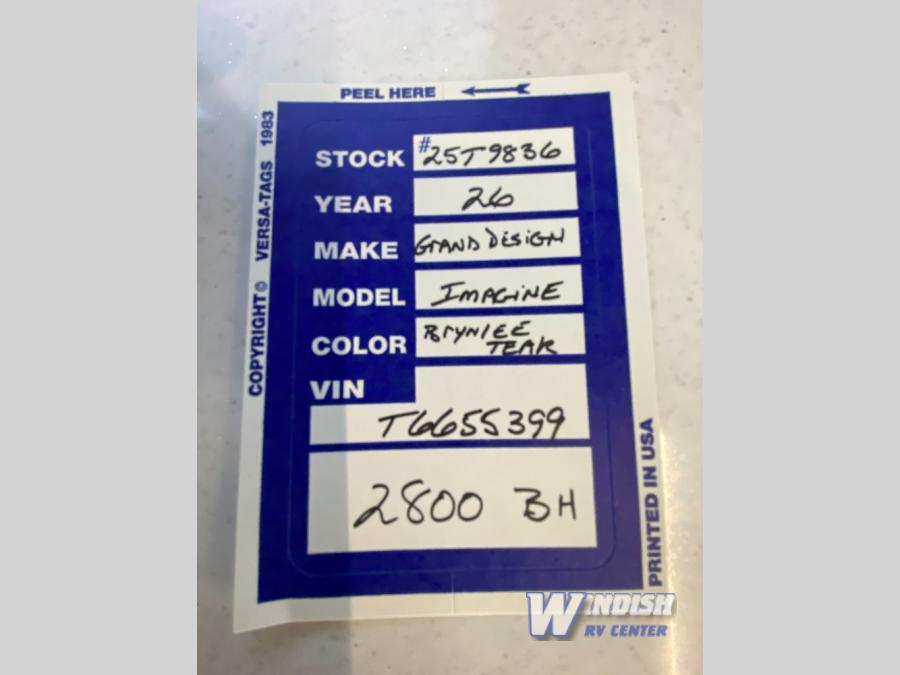 PEEL HERE
COPYRIGHT © VERSA-TAGS 1983
STOCK #25T9836
YEAR 26
MAKE GRAND DESIGN
MODEL IMAGINE
COLOR BRYNLEE
TEAK
VIN
T6655399
2800 BH
PRINTED IN USA
WINDISH
RV CENTER